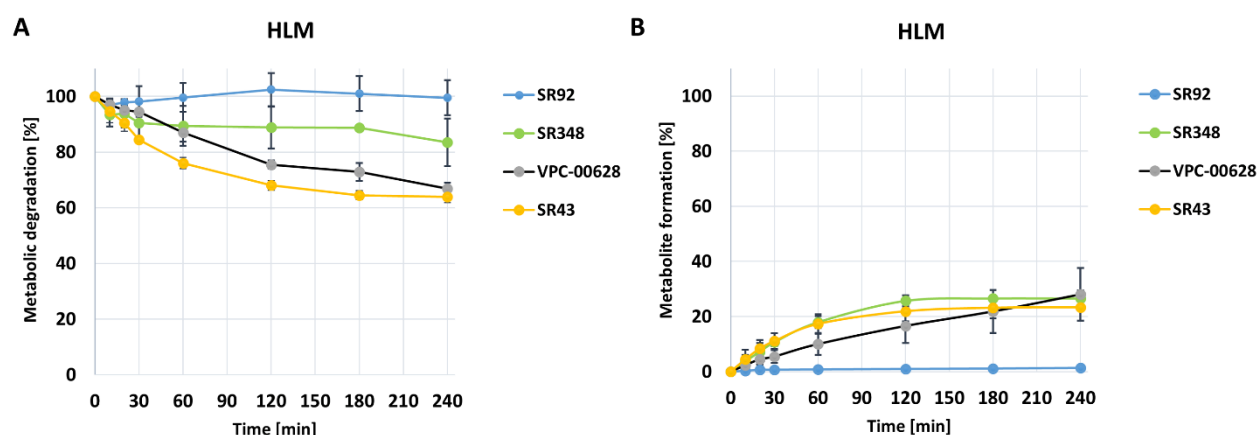 A
HLM
Metabolic degradation [%]
100
80
60
40
20
0
0 30 60 90 120 150 180 210 240
Time [min]
SR92
SR348
VPC-00628
SR43
B
HLM
Metabolite formation [%]
100
80
60
40
20
0
0 30 60 90 120 150 180 210 240
Time [min]
SR92
SR348
VPC-00628
SR43